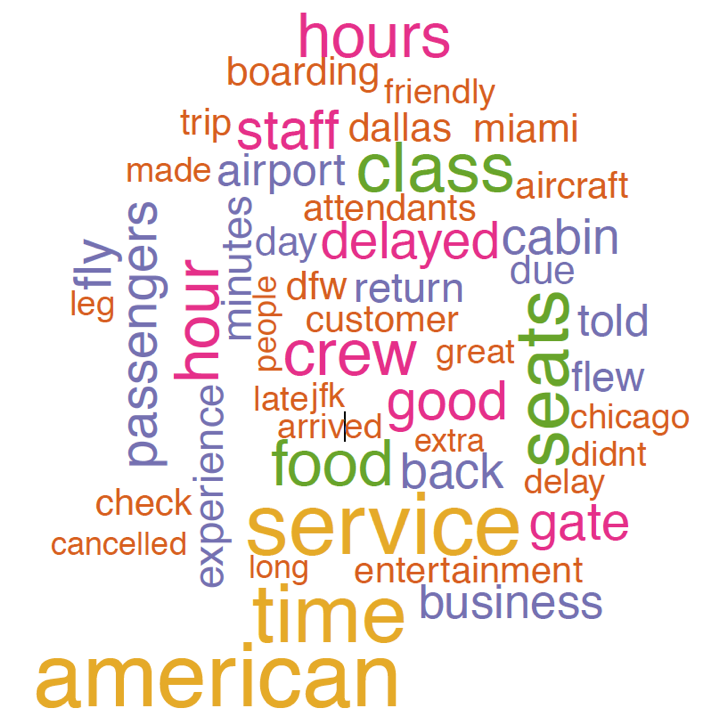 hours
boarding
friendly
trip
staff
dallas
miami
made
airport
class
aircraft
attendants
fly
passengers
minutes
day
delayed
cabin
due
leg
hour
people
dfw
return
customer
seats
told
crew
great
flew
late
jfk
good
chicago
arrived
extra
didnt
experience
food
back
delay
check
service
gate
cancelled
long
entertainment
time
business
american